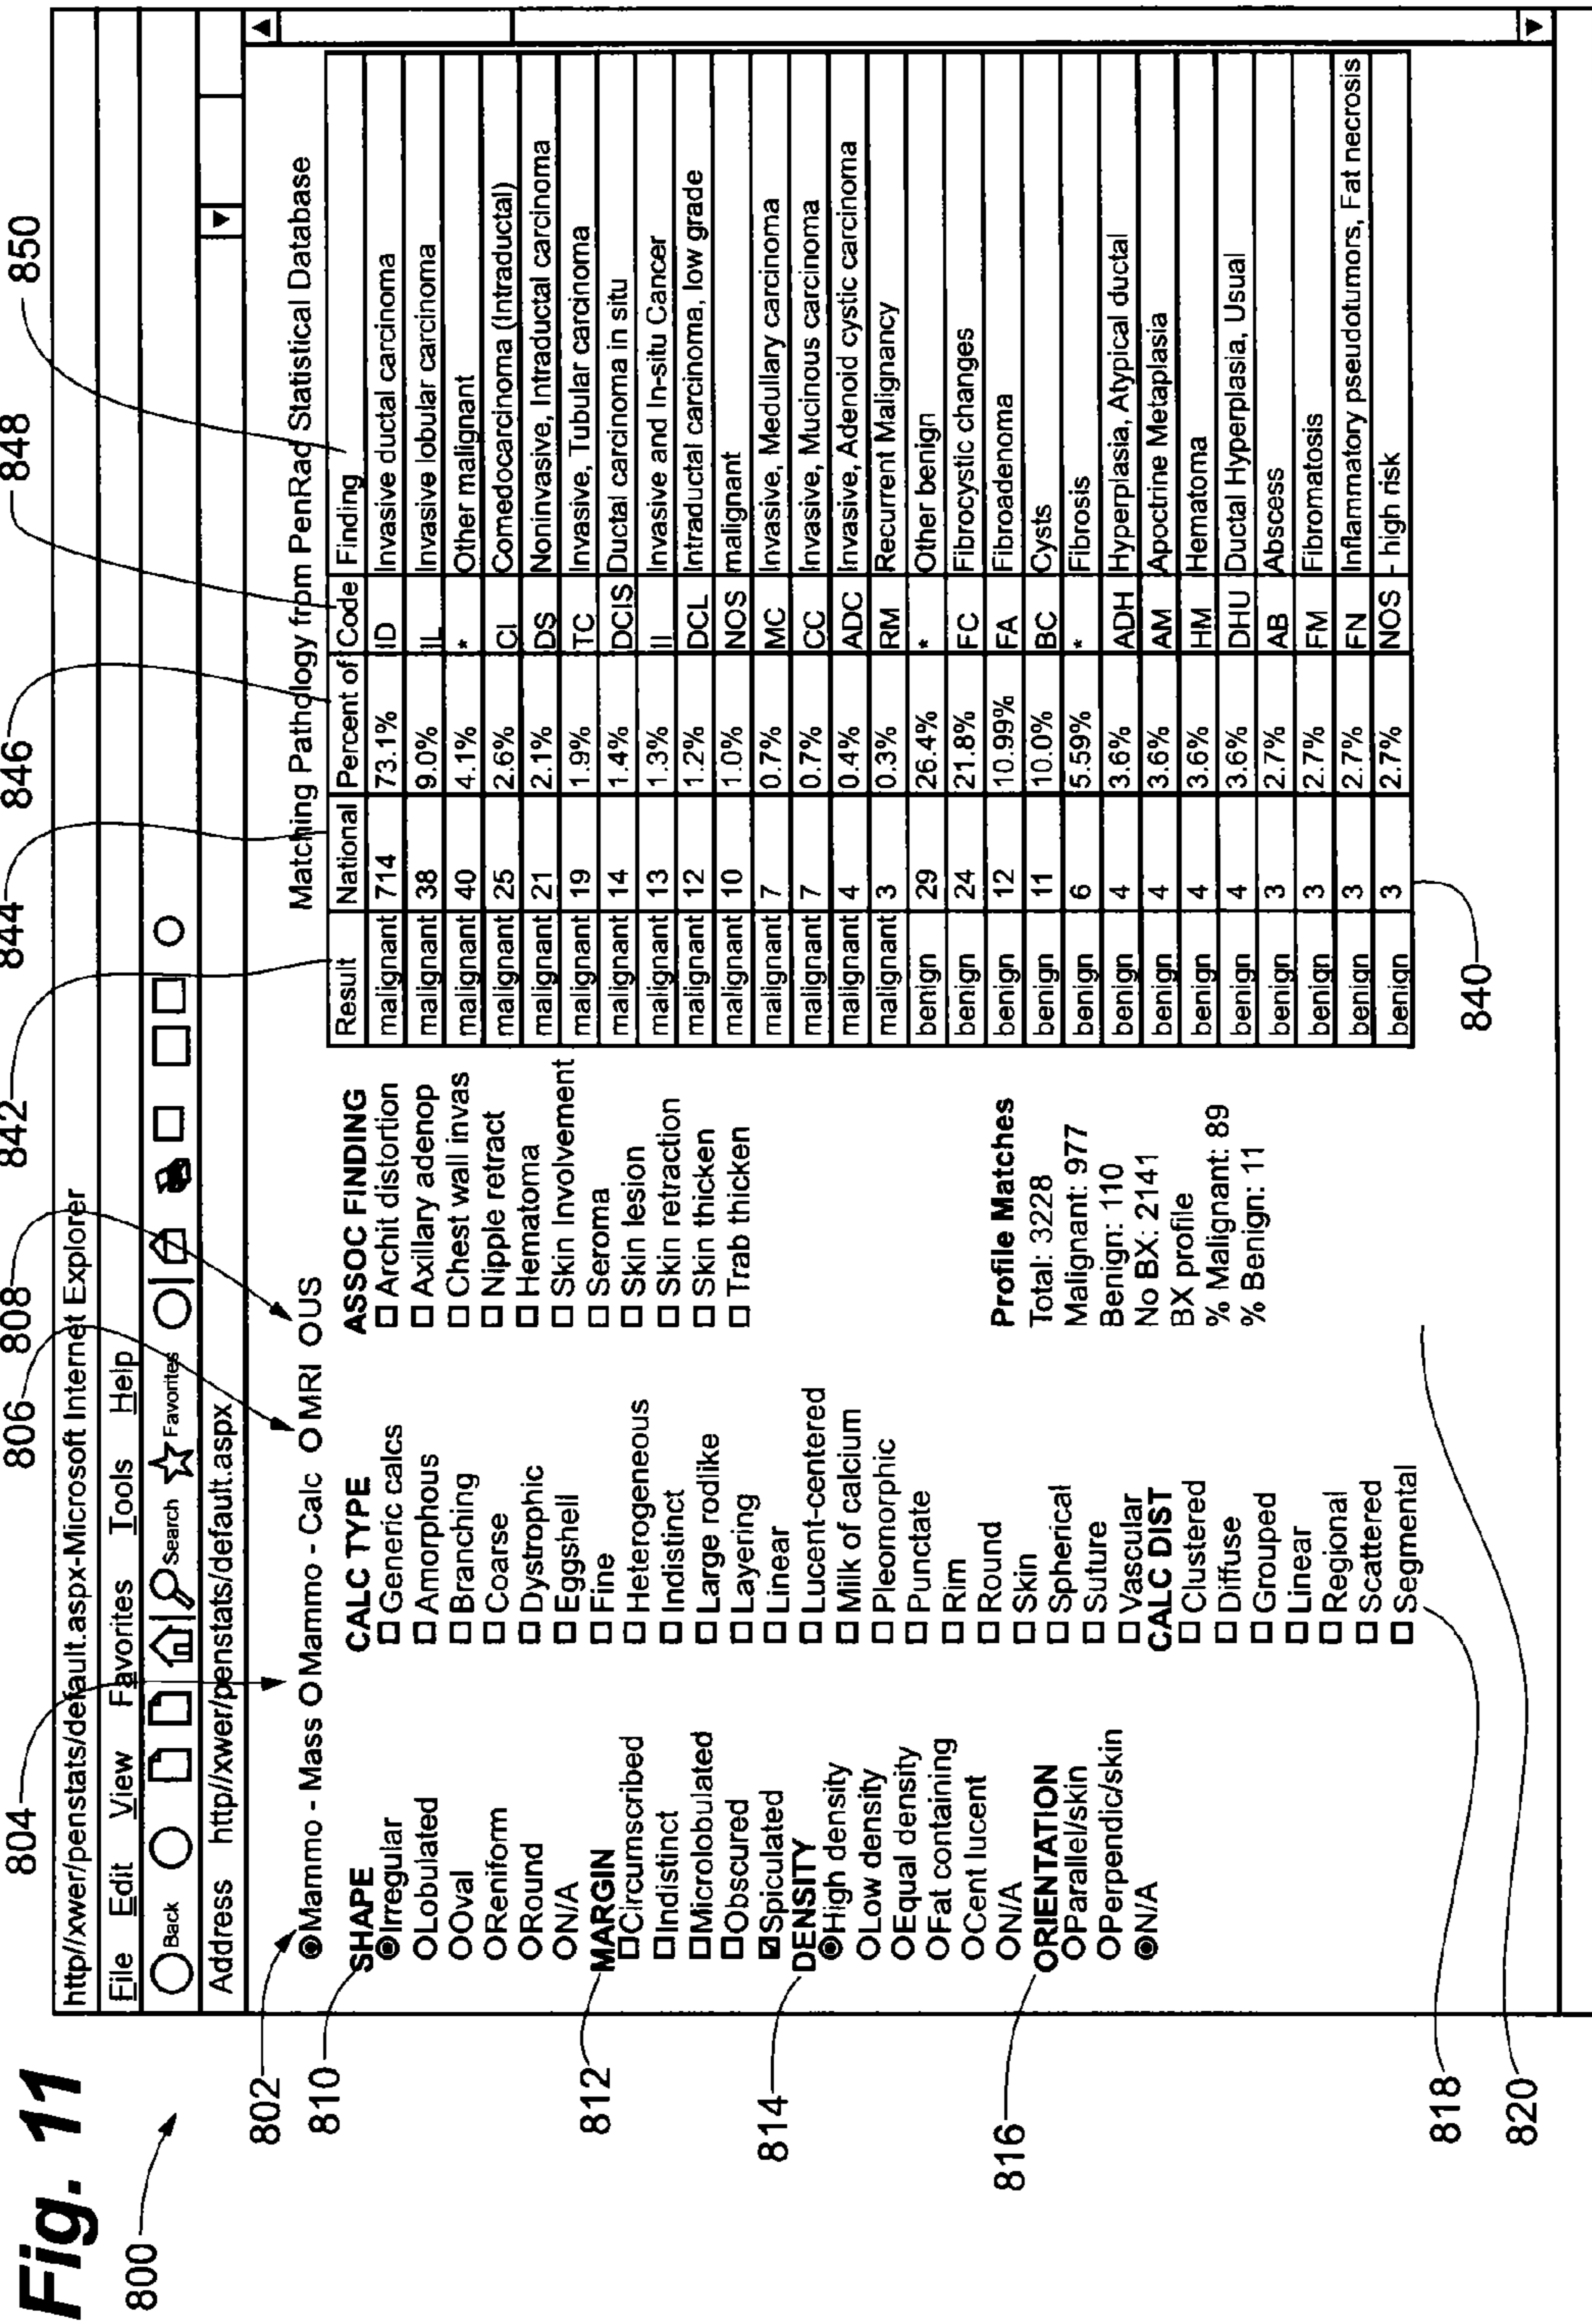 Fig. 11
800
802
804
806
808
842
844
846
848
850
http//xwer/penstats/default.aspx-Microsoft Internet Explorer
File Edit View Favorites Tools Help
Back Search Favorites
Address http//xwer/penstats/default.aspx
Mammo - Mass Mammo - Calc MRI US
810
SHAPE
Irregular
Lobulated
Oval
Reniform
Round
N/A
812
MARGIN
Circumscribed
Indistinct
Microlobulated
Obscured
Spiculated
814
DENSITY
High density
Low density
Equal density
Fat containing
Cent lucent
N/A
816
ORIENTATION
Parallel/skin
Perpendic/skin
N/A
CALC TYPE
Generic calcs
Amorphous
Branching
Coarse
Dystrophic
Eggshell
Fine
Heterogeneous
Indistinct
Large rodlike
Layering
Linear
Lucent-centered
Milk of calcium
Pleomorphic
Punctate
Rim
Round
Skin
Spherical
Suture
Vascular
CALC DIST
Clustered
Diffuse
Grouped
Linear
Regional
Scattered
Segmental
818
820
ASSOC FINDING
Archit distortion
Axillary adenop
Chest wall invas
Nipple retract
Hematoma
Skin Involvement
Seroma
Skin lesion
Skin retraction
Skin thicken
Trab thicken
Profile Matches
Total: 3228
Malignant: 977
Benign: 110
No BX: 2141
BX profile
% Malignant: 89
% Benign: 11
Matching Pathology from PenRad Statistical Database
Result National Percent of Code Finding
malignant 714 73.1% ID Invasive ductal carcinoma
malignant 38 9.0% IL Invasive lobular carcinoma
malignant 40 4.1% * Other malignant
malignant 25 2.6% CI Comedocarcinoma (Intraductal)
malignant 21 2.1% DS Noninvasive, Intraductal carcinoma
malignant 19 1.9% TC Invasive, Tubular carcinoma
malignant 14 1.4% DCIS Ductal carcinoma in situ
malignant 13 1.3% II Invasive and In-situ Cancer
malignant 12 1.2% DCL Intraductal carcinoma, low grade
malignant 10 1.0% NOS malignant
malignant 7 0.7% MC Invasive, Medullary carcinoma
malignant 7 0.7% CC Invasive, Mucinous carcinoma
malignant 4 0.4% ADC Invasive, Adenoid cystic carcinoma
malignant 3 0.3% RM Recurrent Malignancy
benign 29 26.4% * Other benign
benign 24 21.8% FC Fibrocystic changes
benign 12 10.99% FA Fibroadenoma
benign 11 10.0% BC Cysts
benign 6 5.59% * Fibrosis
benign 4 3.6% ADH Hyperplasia, Atypical ductal
benign 4 3.6% AM Apoctrine Metaplasia
benign 4 3.6% HM Hematoma
benign 4 3.6% DHU Ductal Hyperplasia, Usual
benign 3 2.7% AB Abscess
benign 3 2.7% FM Fibromatosis
benign 3 2.7% FN Inflammatory pseudotumors, Fat necrosis
benign 3 2.7% NOS - high risk
840